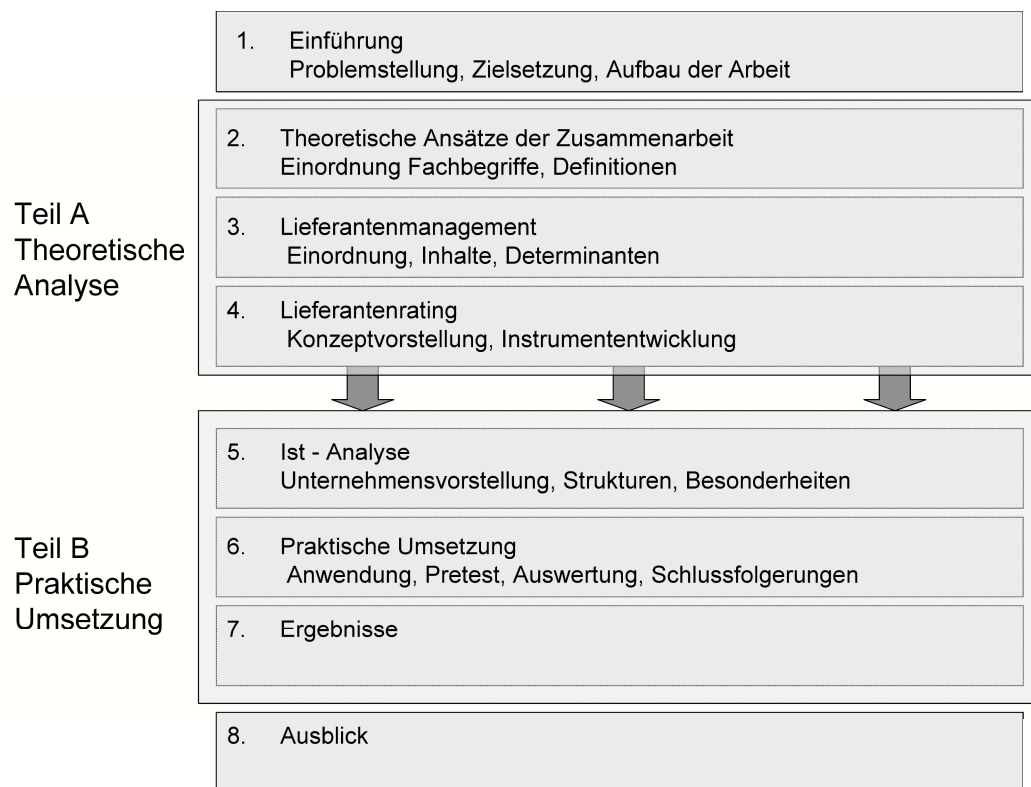 1. Einführung
Problemstellung, Zielsetzung, Aufbau der Arbeit
Teil A
Theoretische
Analyse
2. Theoretische Ansätze der Zusammenarbeit
Einordnung Fachbegriffe, Definitionen
3. Lieferantenmanagement
Einordnung, Inhalte, Determinanten
4. Lieferantenrating
Konzeptvorstellung, Instrumententwicklung
Teil B
Praktische
Umsetzung
5. Ist - Analyse
Unternehmensvorstellung, Strukturen, Besonderheiten
6. Praktische Umsetzung
Anwendung, Pretest, Auswertung, Schlussfolgerungen
7. Ergebnisse
8. Ausblick